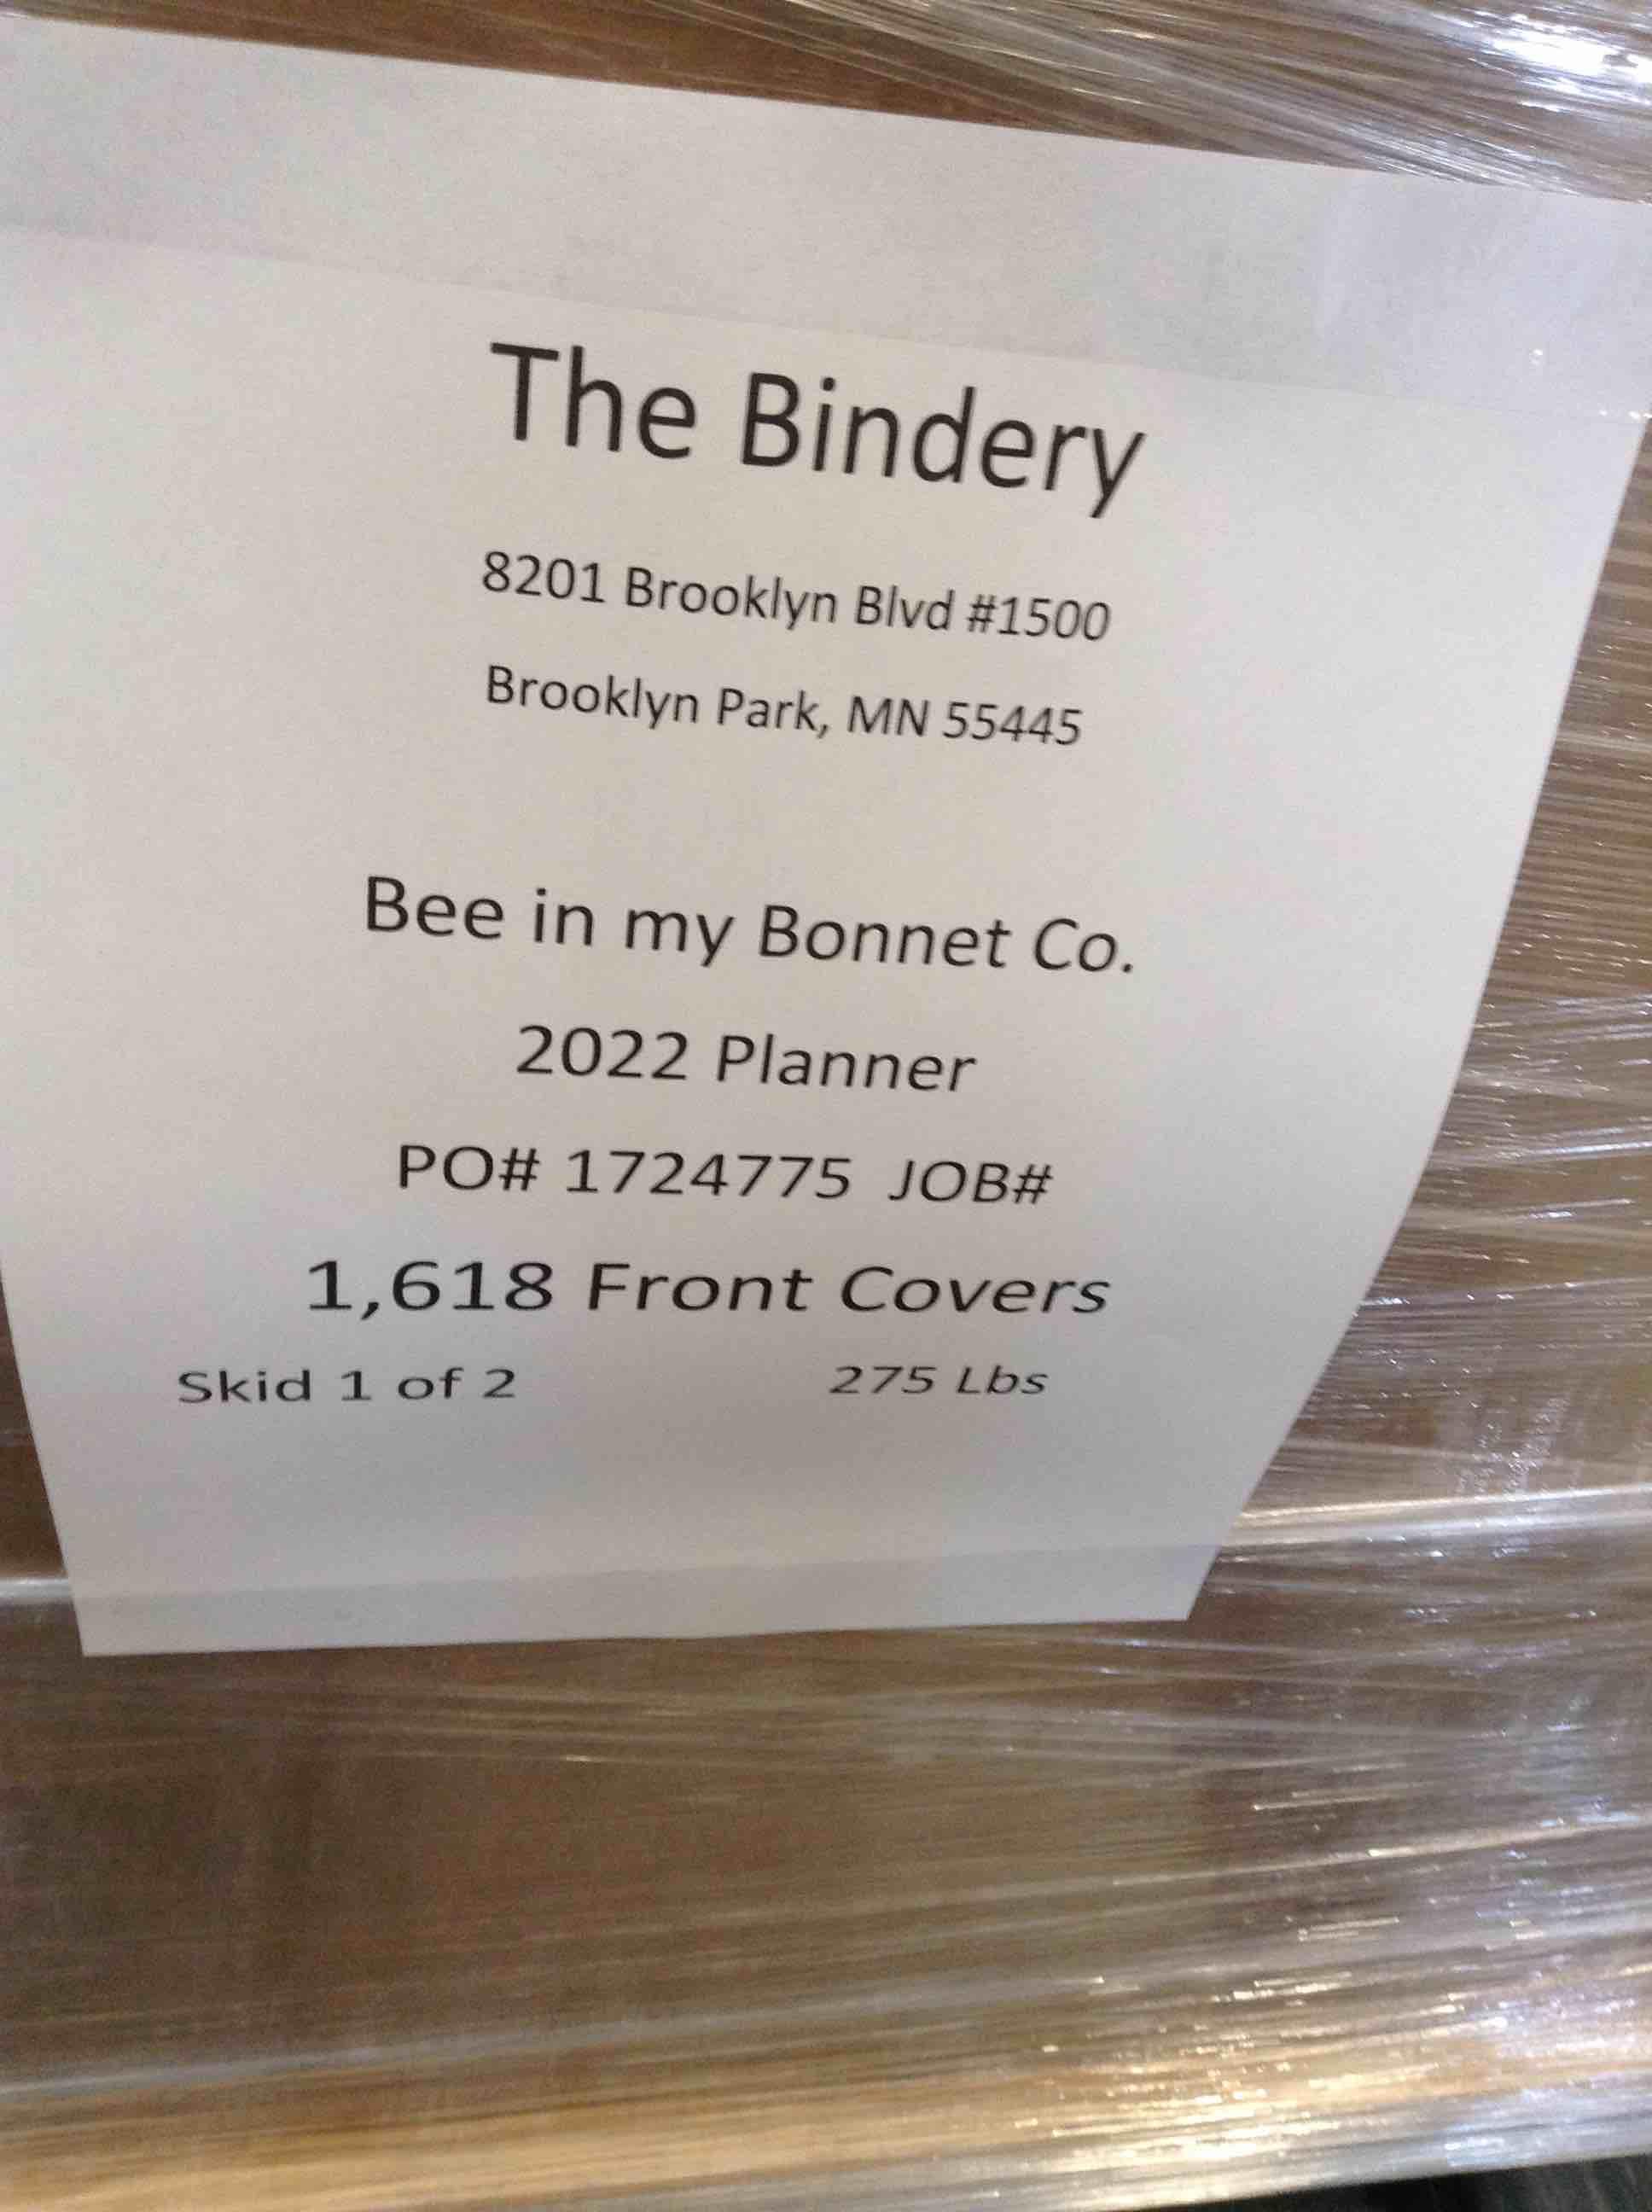 The Bindery
8201 Brooklyn Blvd #1500
Brooklyn Park, MN 55445
Bee in my Bonnet Co.
2022 Planner
PO# 1724775 JOB#
1,618 Front Covers
Skid 1 of 2 275 Lbs